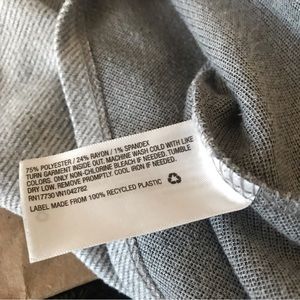 75% POLYESTER / 24% RAYON / 1% SPANDEX
TURN GARMENT INSIDE OUT. MACHINE WASH COLD WITH LIKE
COLORS. ONLY NON-CHLORINE BLEACH IF NEEDED. TUMBLE
DRY LOW. REMOVE PROMPTLY COOL IRON IF NEEDED.
RN17730 VN1042762
LABEL MADE FROM 100% RECYCLED PLASTIC